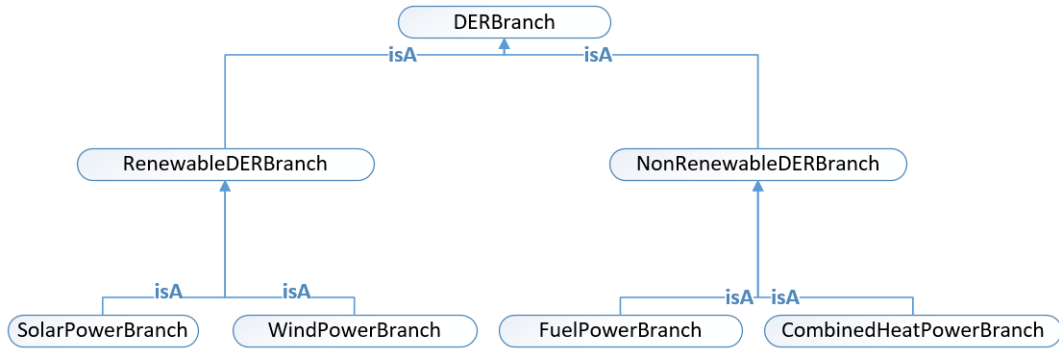 DERBranch
isA isA
RenewableDERBranch NonRenewableDERBranch
isA isA isA isA
SolarPowerBranch WindPowerBranch FuelPowerBranch CombinedHeatPowerBranch